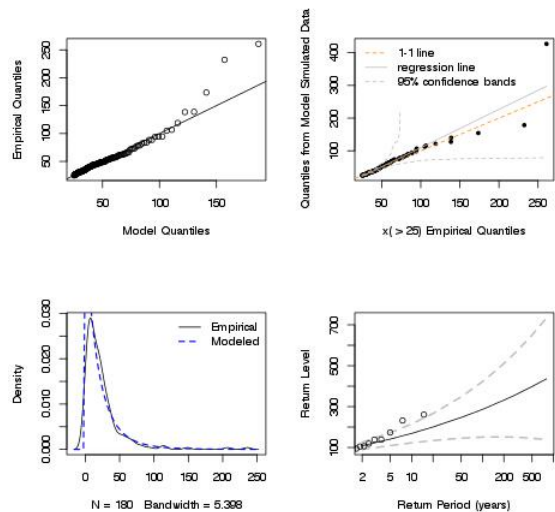 Empirical Quantiles
50 100 150 200 250
50 100 150
Model Quantiles
Quantiles from Model Simulated Data
100 200 300 400
1-1 line
regression line
95% confidence bands
50 100 150 200 250
x( > 25) Empirical Quantiles
Density
0.000 0.010 0.020 0.030
Empirical
Modeled
0 50 100 150 200 250
N = 180 Bandwidth = 5.398
Return Level
100 300 500 700
2 5 10 50 200 500
Return Period (years)